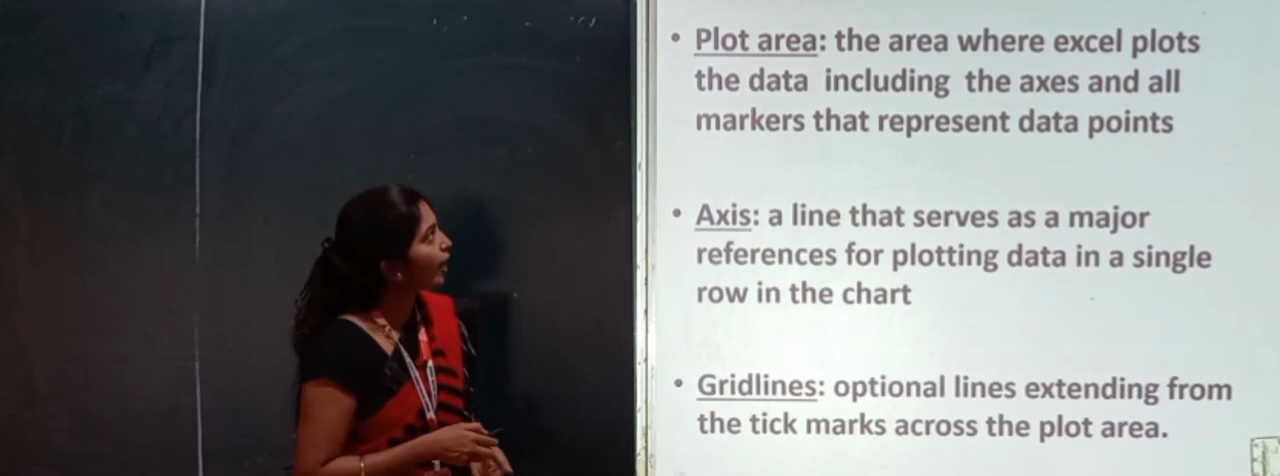 • Plot area: the area where excel plots
the data including the axes and all
markers that represent data points
• Axis: a line that serves as a major
references for plotting data in a single
row in the chart
• Gridlines: optional lines extending from
the tick marks across the plot area.